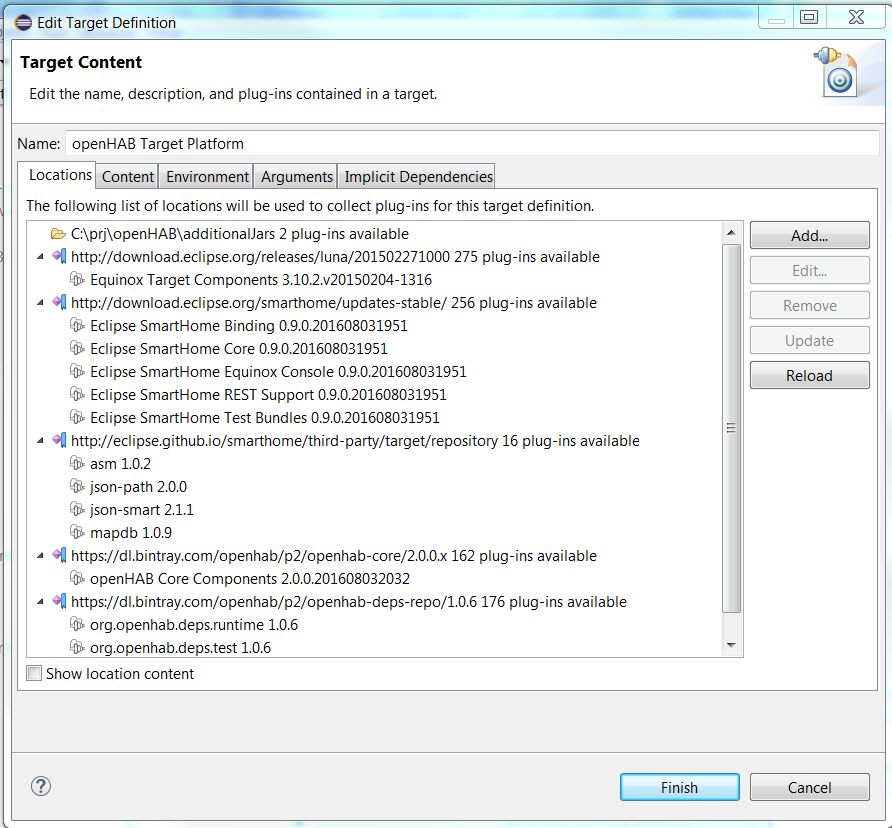 Edit Target Definition
Target Content
Edit the name, description, and plug-ins contained in a target.
Name: openHAB Target Platform
Locations Content Environment Arguments Implicit Dependencies
The following list of locations will be used to collect plug-ins for this target definition.
C:\prj\openHAB\additionalJars 2 plug-ins available
http://download.eclipse.org/releases/luna/201502271000 275 plug-ins available
Equinox Target Components 3.10.2.v20150204-1316
http://download.eclipse.org/smarthome/updates-stable/ 256 plug-ins available
Eclipse SmartHome Binding 0.9.0.201608031951
Eclipse SmartHome Core 0.9.0.201608031951
Eclipse SmartHome Equinox Console 0.9.0.201608031951
Eclipse SmartHome REST Support 0.9.0.201608031951
Eclipse SmartHome Test Bundles 0.9.0.201608031951
http://eclipse.github.io/smarthome/third-party/target/repository 16 plug-ins available
asm 1.0.2
json-path 2.0.0
json-smart 2.1.1
mapdb 1.0.9
https://dl.bintray.com/openhab/p2/openhab-core/2.0.0.x 162 plug-ins available
openHAB Core Components 2.0.0.201608032032
https://dl.bintray.com/openhab/p2/openhab-deps-repo/1.0.6 176 plug-ins available
org.openhab.deps.runtime 1.0.6
org.openhab.deps.test 1.0.6
Add...
Edit...
Remove
Update
Reload
Show location content
?
Finish Cancel